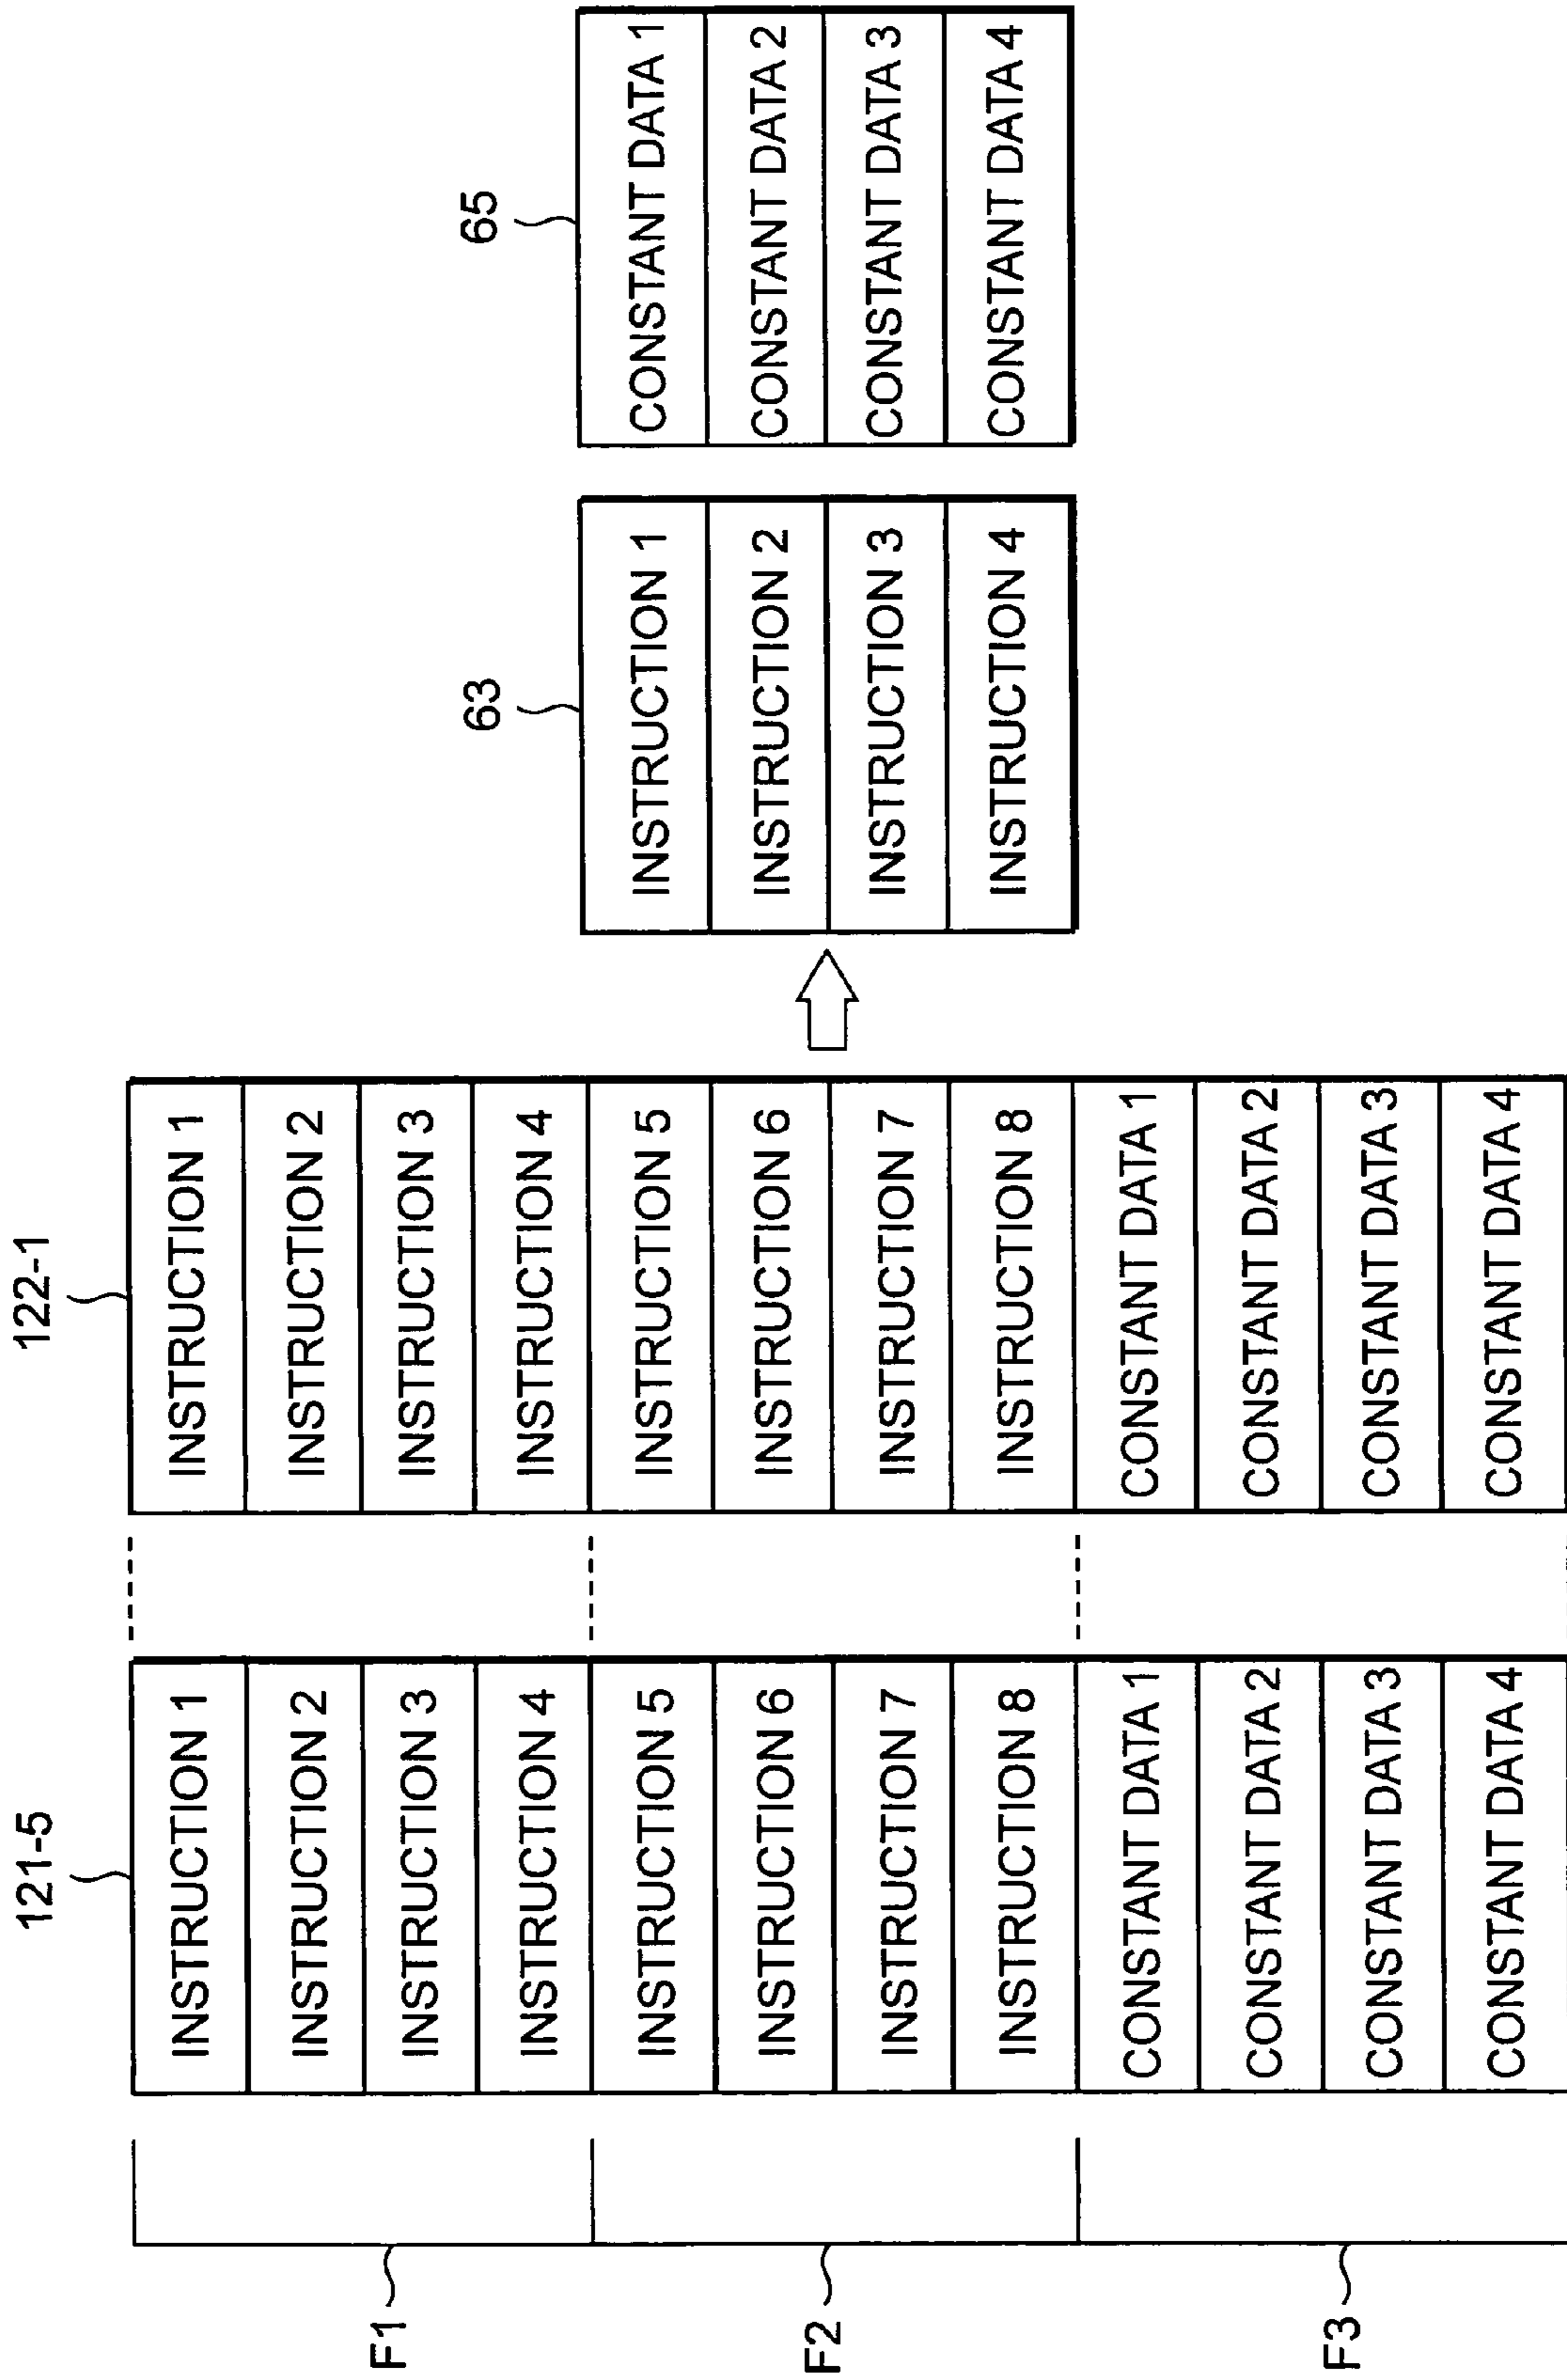 121-5
122-1
F1
INSTRUCTION 1
INSTRUCTION 2
INSTRUCTION 3
INSTRUCTION 4
F2
INSTRUCTION 5
INSTRUCTION 6
INSTRUCTION 7
INSTRUCTION 8
F3
CONSTANT DATA 1
CONSTANT DATA 2
CONSTANT DATA 3
CONSTANT DATA 4
INSTRUCTION 1
INSTRUCTION 2
INSTRUCTION 3
INSTRUCTION 4
INSTRUCTION 5
INSTRUCTION 6
INSTRUCTION 7
INSTRUCTION 8
CONSTANT DATA 1
CONSTANT DATA 2
CONSTANT DATA 3
CONSTANT DATA 4
63
INSTRUCTION 1
INSTRUCTION 2
INSTRUCTION 3
INSTRUCTION 4
65
CONSTANT DATA 1
CONSTANT DATA 2
CONSTANT DATA 3
CONSTANT DATA 4